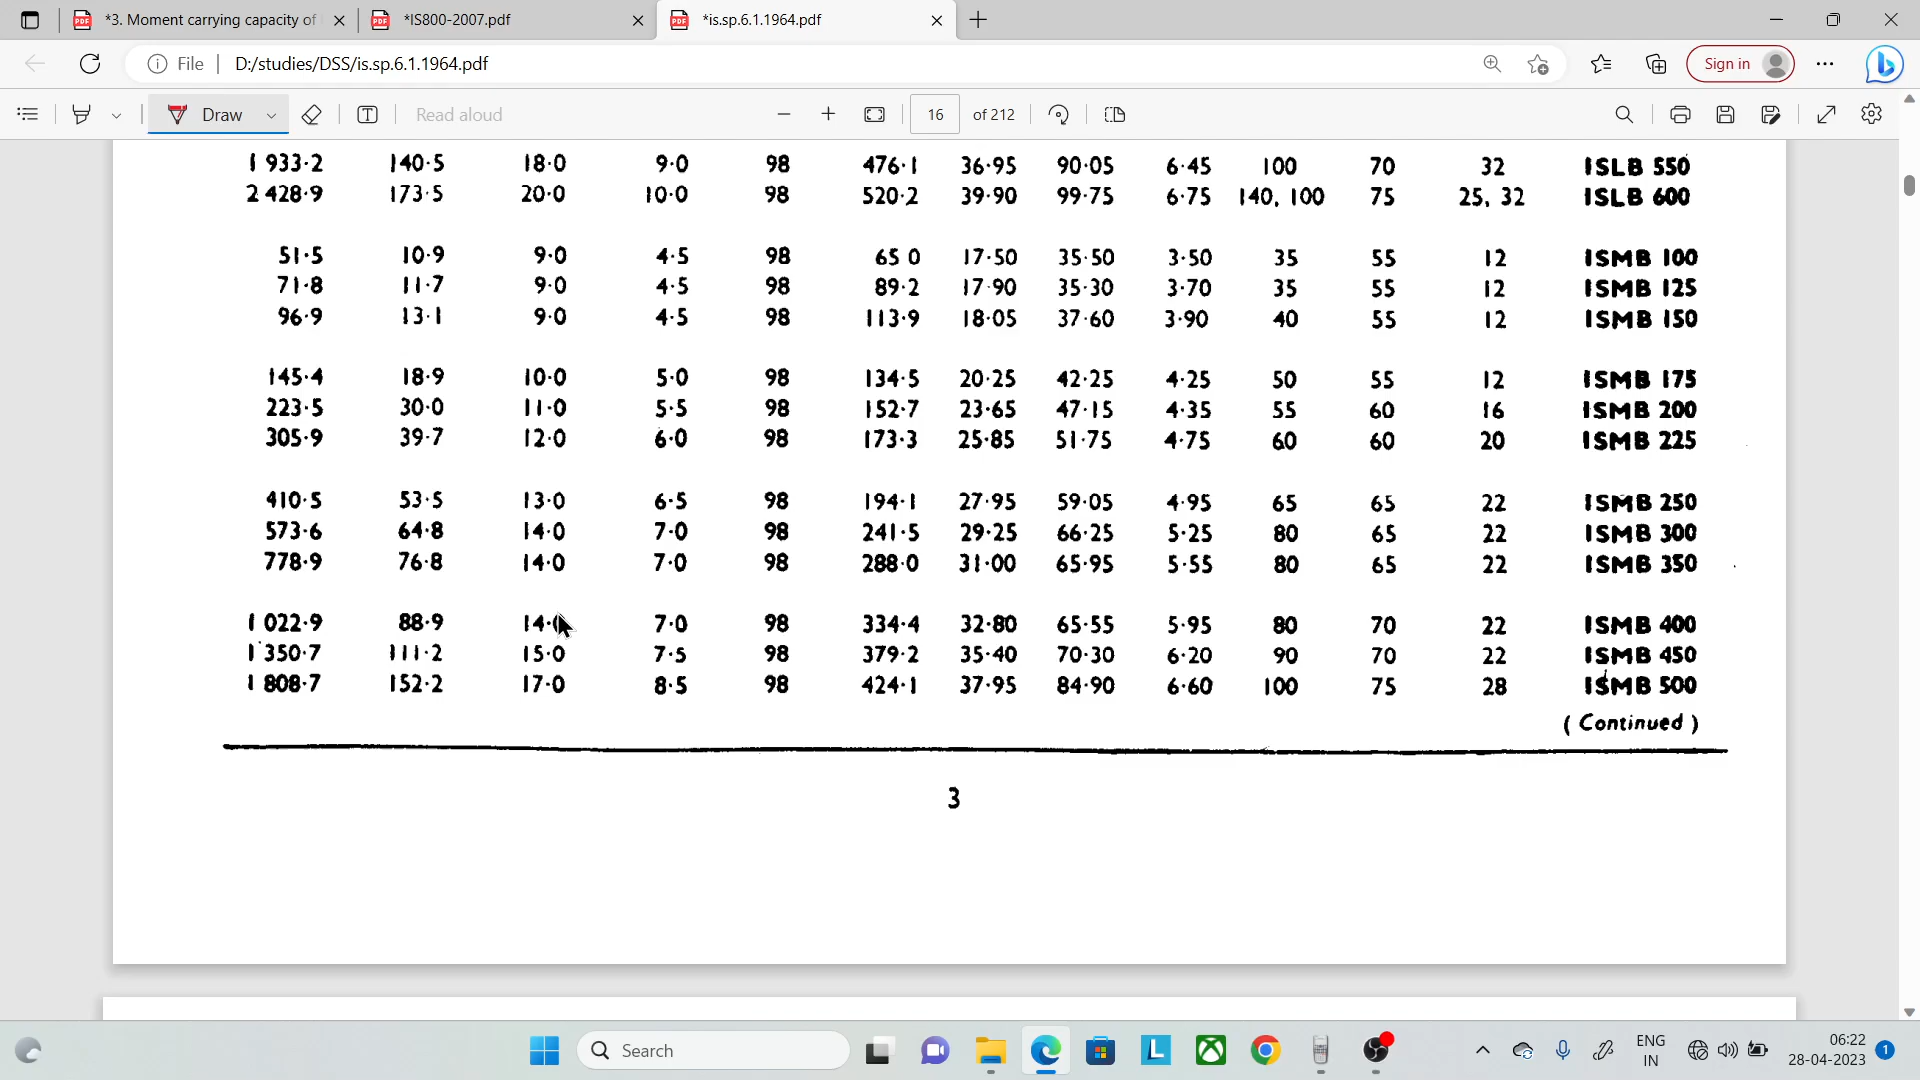 *3. Moment carrying capacity of
*IS800-2007.pdf
*is.sp.6.1.1964.pdf
File D:/studies/DSS/is.sp.6.1.1964.pdf
Sign in
Draw
Read aloud
16 of 212
1 933·2 140·5 18·0 9·0 98 476·1 36·95 90·05 6·45 100 70 32 ISLB 550
2 428·9 173·5 20·0 10·0 98 520·2 39·90 99·75 6·75 140, 100 75 25, 32 ISLB 600
51·5 10·9 9·0 4·5 98 65 0 17·50 35·50 3·50 35 55 12 ISMB 100
71·8 11·7 9·0 4·5 98 89·2 17·90 35·30 3·70 35 55 12 ISMB 125
96·9 13·1 9·0 4·5 98 113·9 18·05 37·60 3·90 40 55 12 ISMB 150
145·4 18·9 10·0 5·0 98 134·5 20·25 42·25 4·25 50 55 12 ISMB 175
223·5 30·0 11·0 5·5 98 152·7 23·65 47·15 4·35 55 60 16 ISMB 200
305·9 39·7 12·0 6·0 98 173·3 25·85 51·75 4·75 60 60 20 ISMB 225
410·5 53·5 13·0 6·5 98 194·1 27·95 59·05 4·95 65 65 22 ISMB 250
573·6 64·8 14·0 7·0 98 241·5 29·25 66·25 5·25 80 65 22 ISMB 300
778·9 76·8 14·0 7·0 98 288·0 31·00 65·95 5·55 80 65 22 ISMB 350
1 022·9 88·9 14·0 7·0 98 334·4 32·80 65·55 5·95 80 70 22 ISMB 400
1 350·7 111·2 15·0 7·5 98 379·2 35·40 70·30 6·20 90 70 22 ISMB 450
1 808·7 152·2 17·0 8·5 98 424·1 37·95 84·90 6·60 100 75 28 ISMB 500
( Continued )
3
Search
ENG
IN
06:22
28-04-2023
1